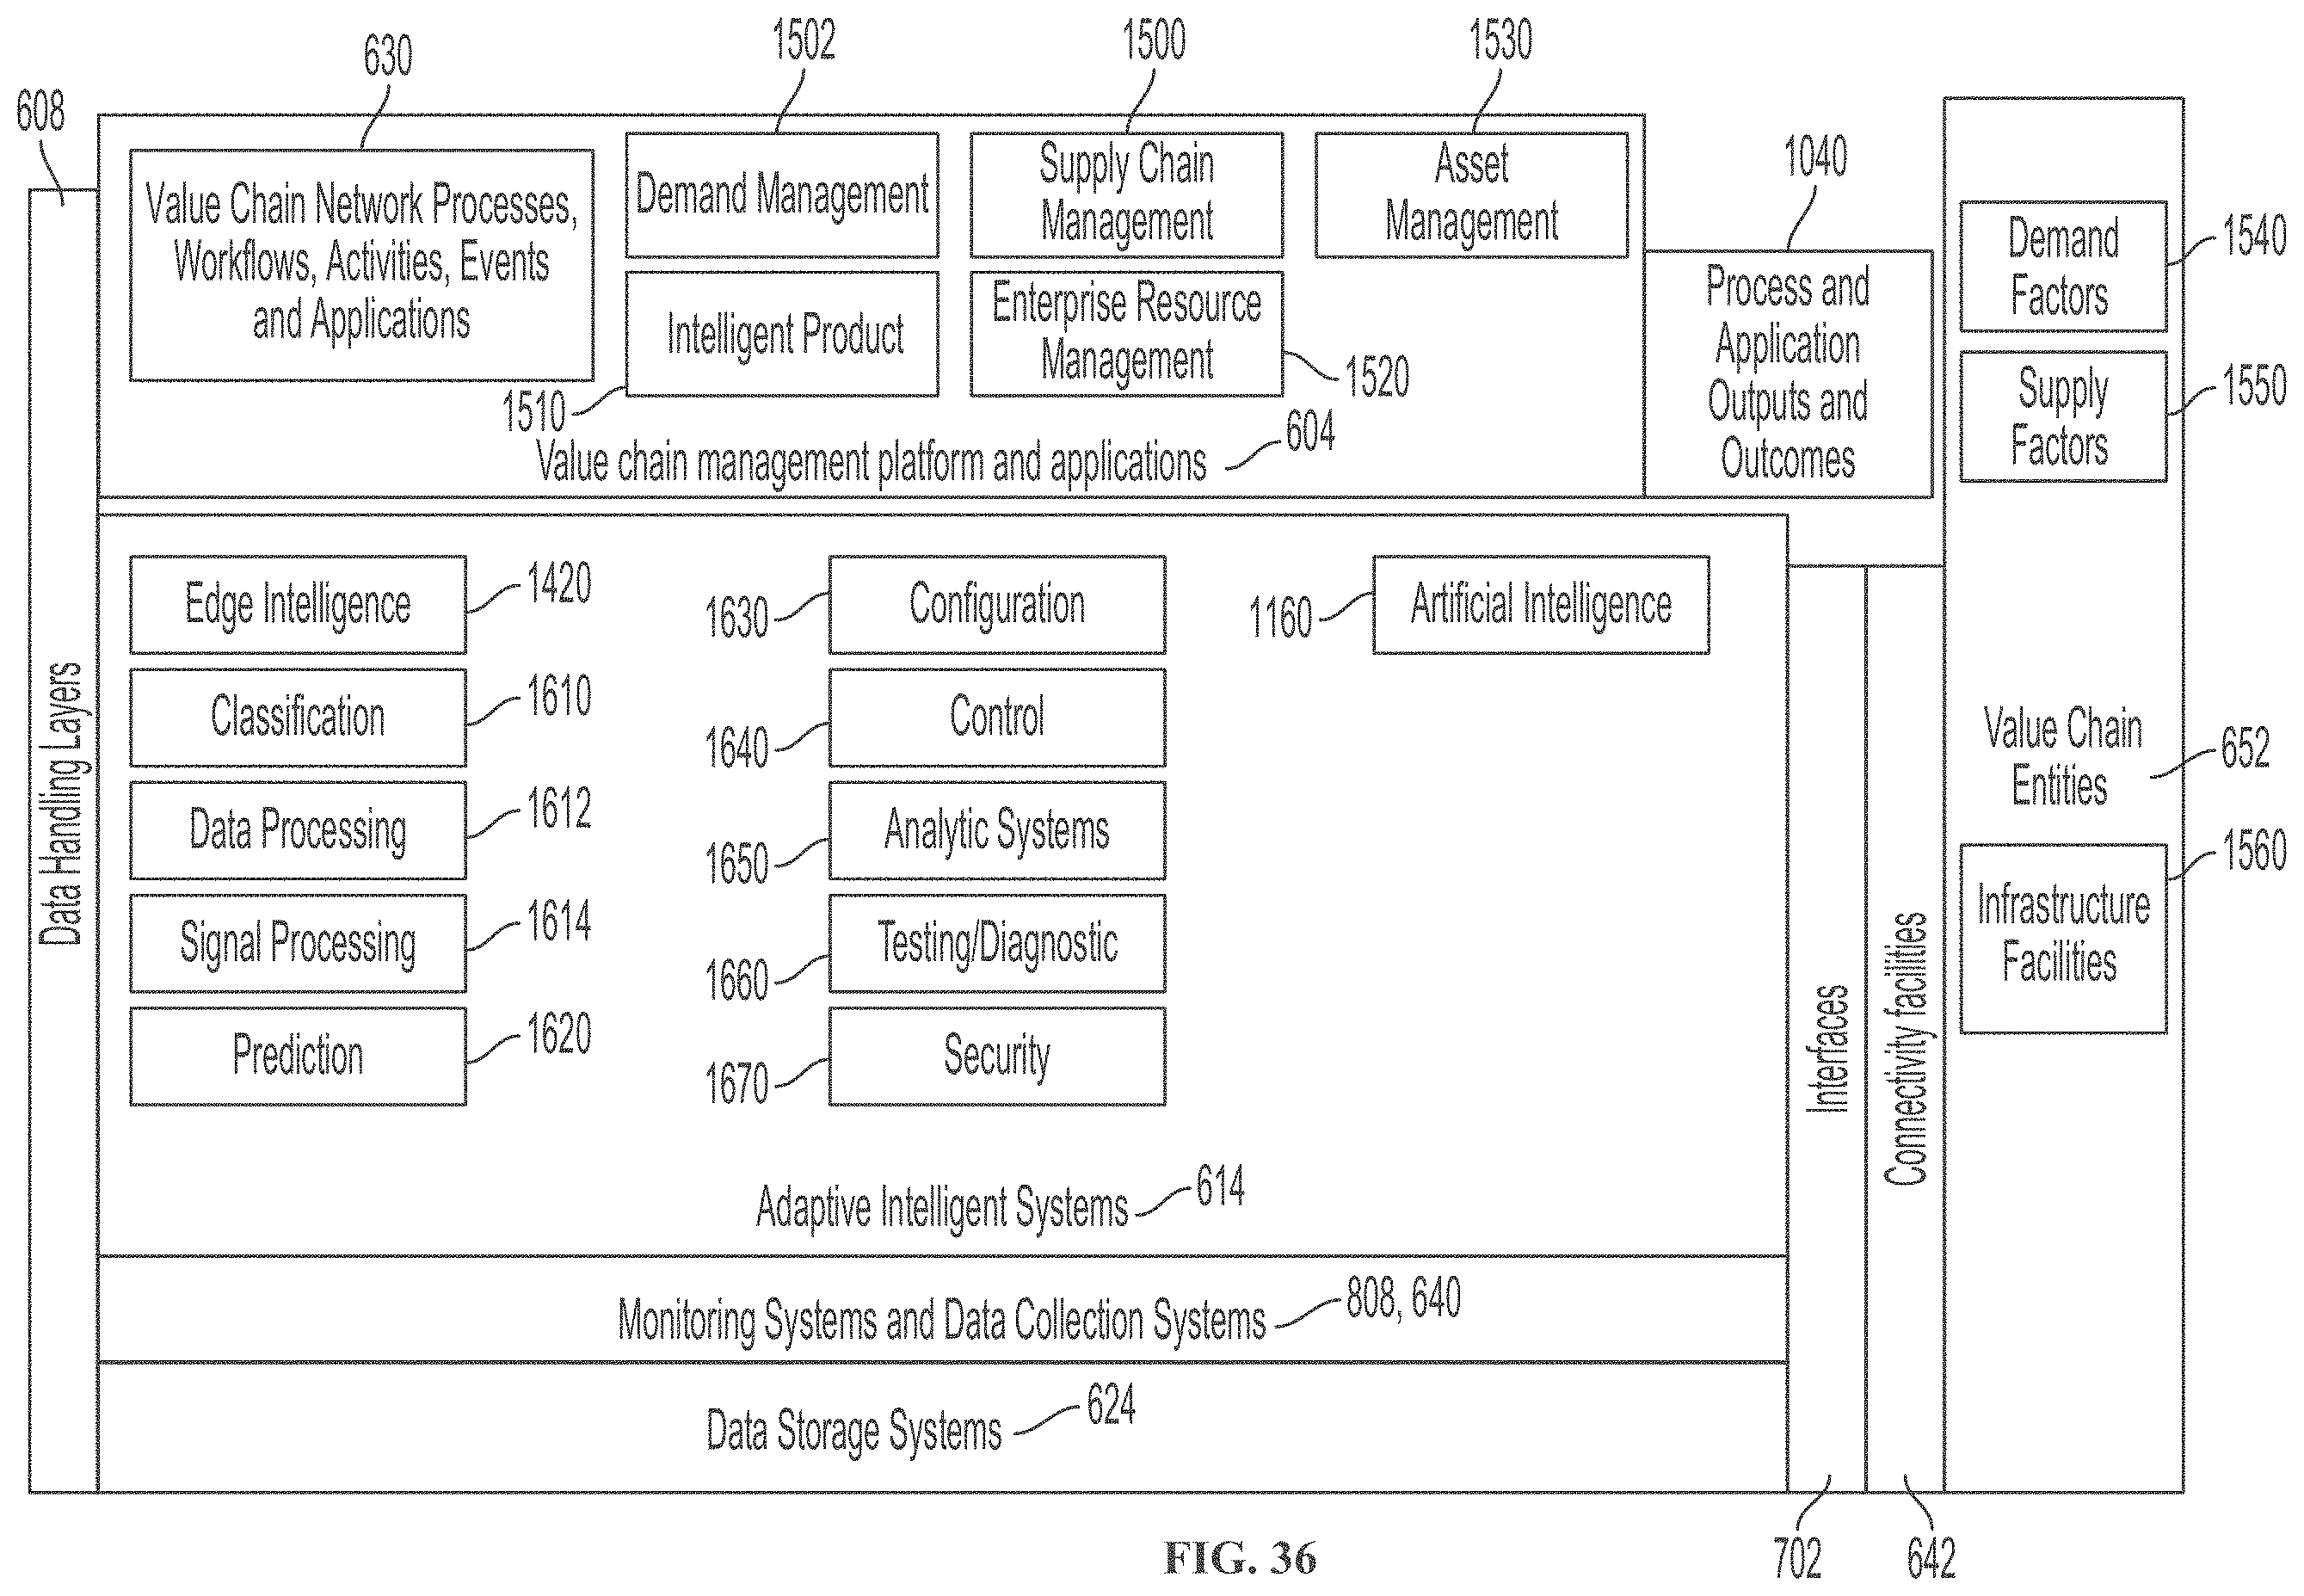 608
630
1502
1500
1530
Value Chain Network Processes,
Workflows, Activities, Events
and Applications
Demand Management
Supply Chain
Management
Asset
Management
1040
Intelligent Product
1510
Enterprise Resource
Management
1520
Value chain management platform and applications
604
Process and
Application
Outputs and
Outcomes
Demand
Factors
1540
Supply
Factors
1550
Data Handling Layers
Edge Intelligence
1420
Classification
1610
Data Processing
1612
Signal Processing
1614
Prediction
1620
1630
Configuration
1640
Control
1650
Analytic Systems
1660
Testing/Diagnostic
1670
Security
1160
Artificial Intelligence
Adaptive Intelligent Systems
614
Monitoring Systems and Data Collection Systems
808, 640
Data Storage Systems
624
Interfaces
702
Connectivity facilities
642
Value Chain
Entities
652
Infrastructure
Facilities
1560
FIG. 36